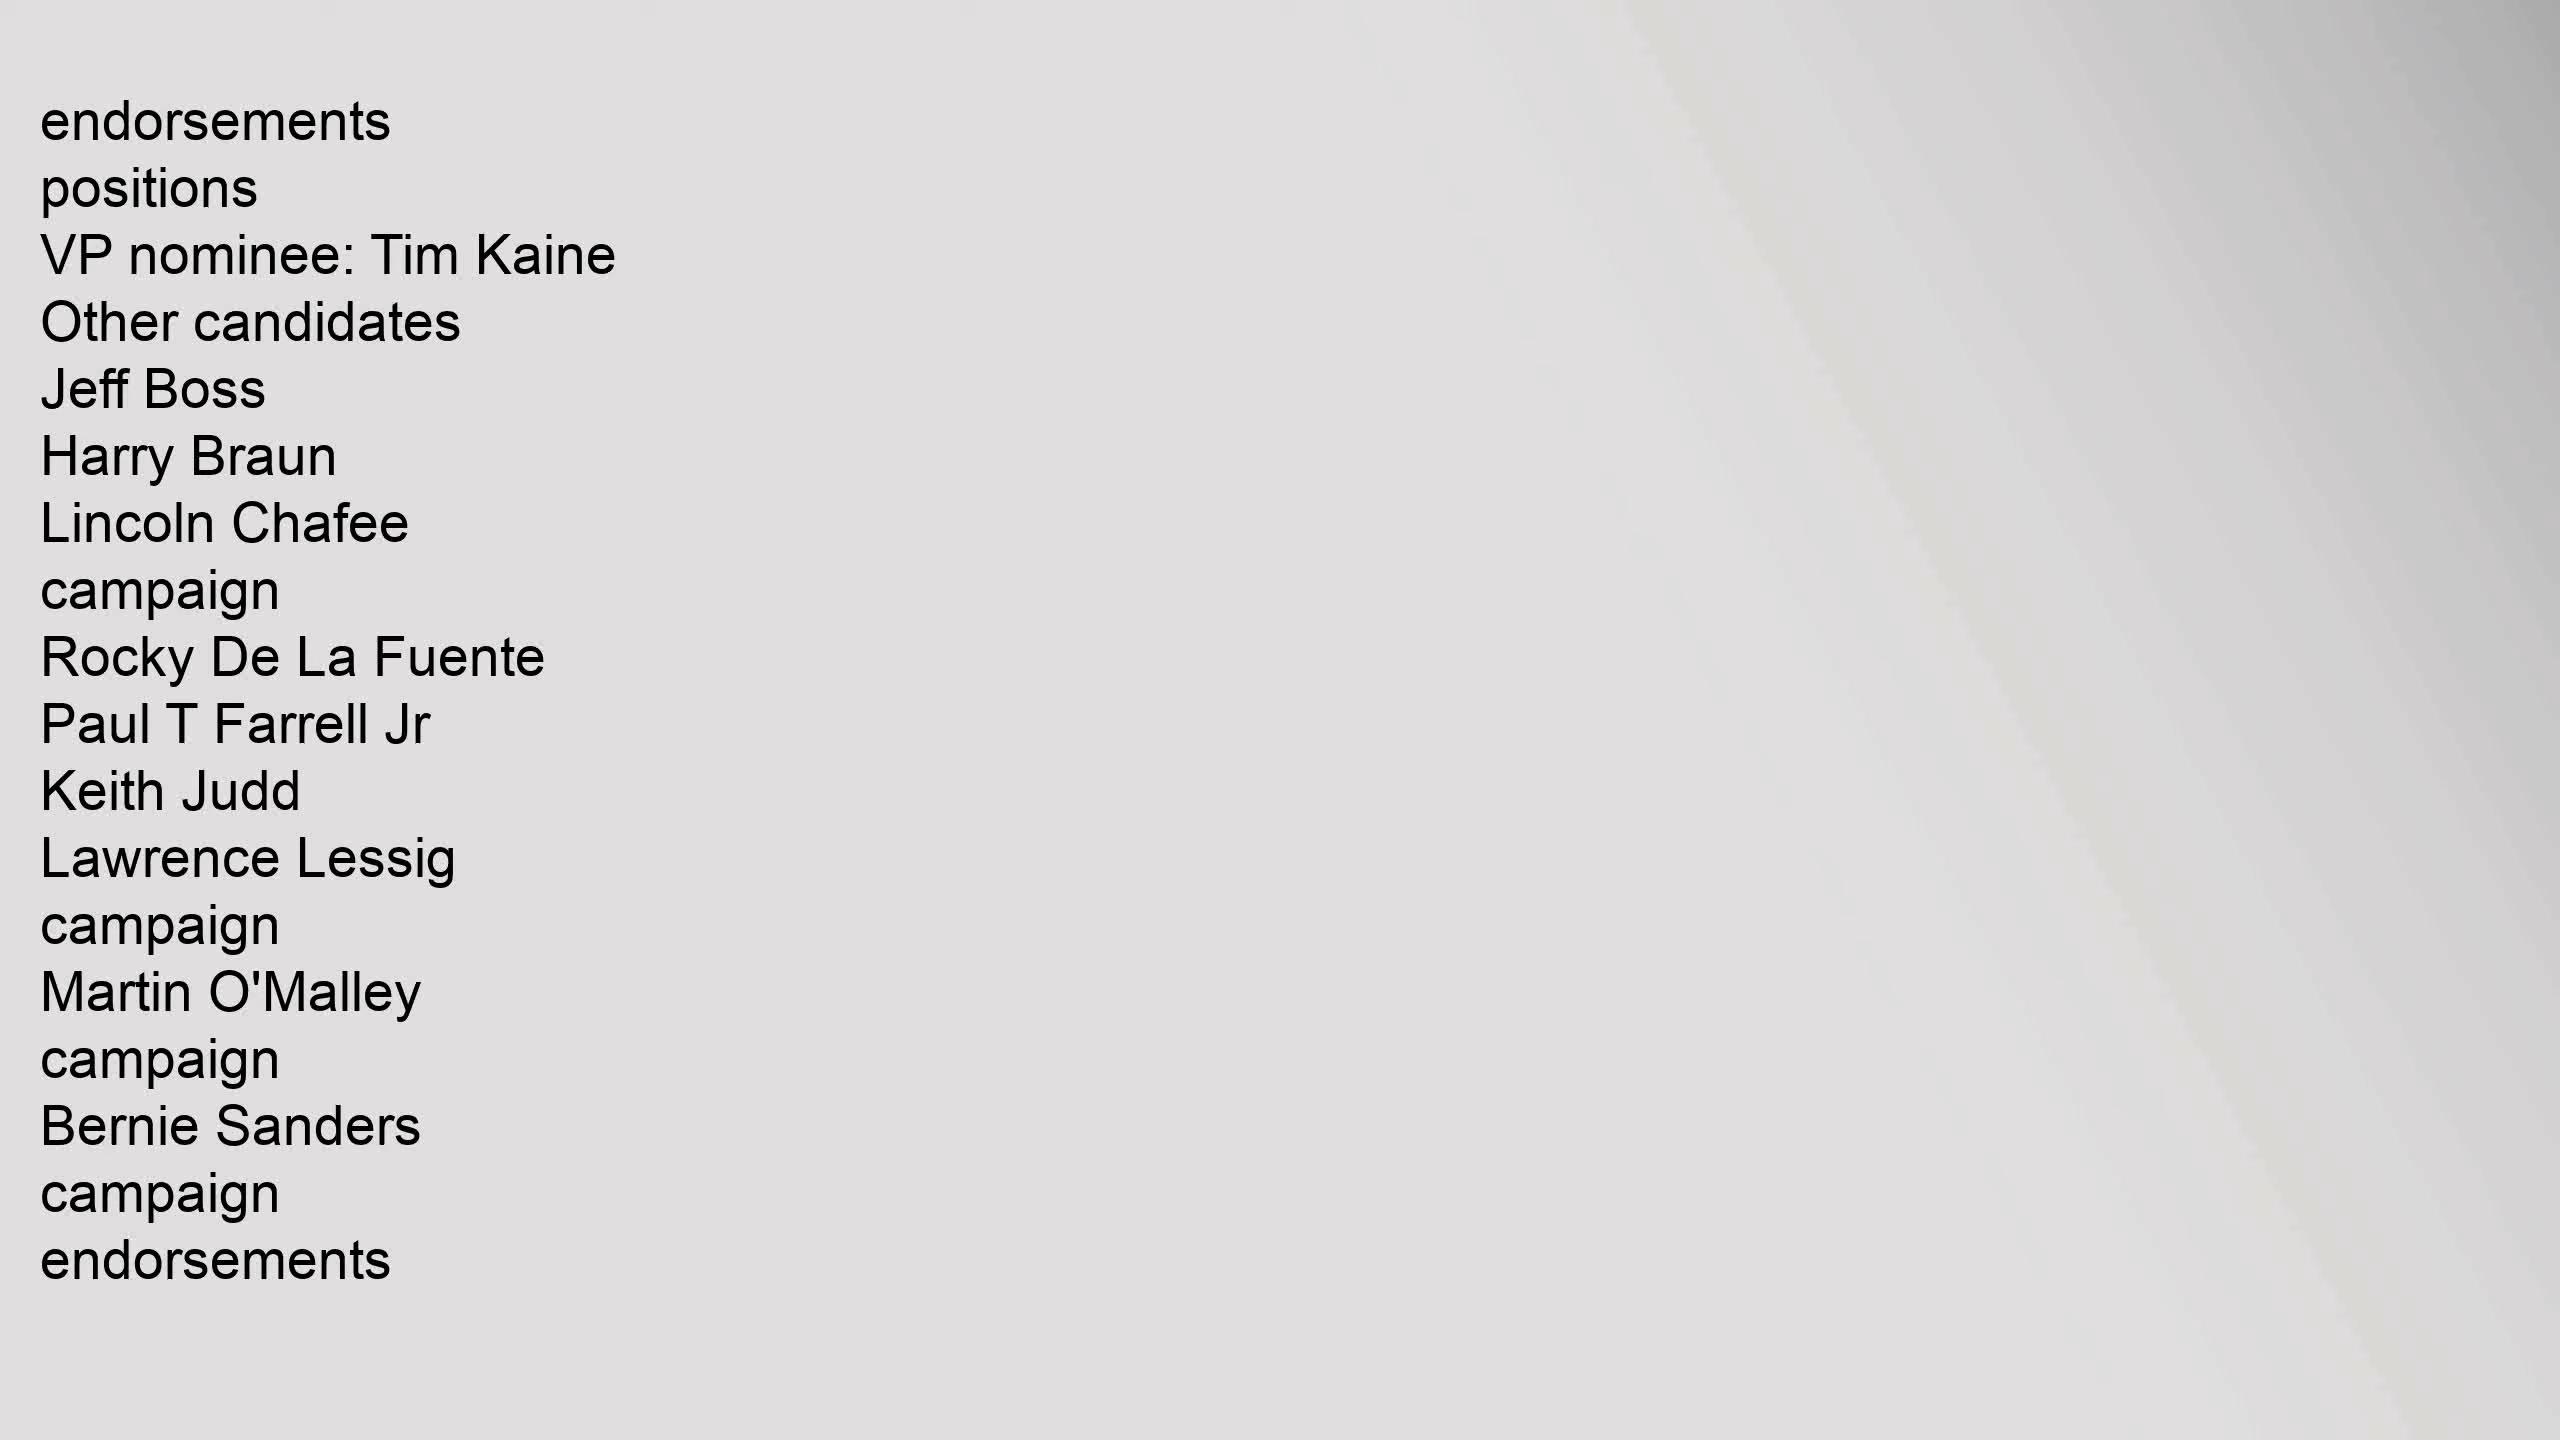 endorsements
positions
VP nominee: Tim Kaine
Other candidates
Jeff Boss
Harry Braun
Lincoln Chafee
campaign
Rocky De La Fuente
Paul T Farrell Jr
Keith Judd
Lawrence Lessig
campaign
Martin O'Malley
campaign
Bernie Sanders
campaign
endorsements